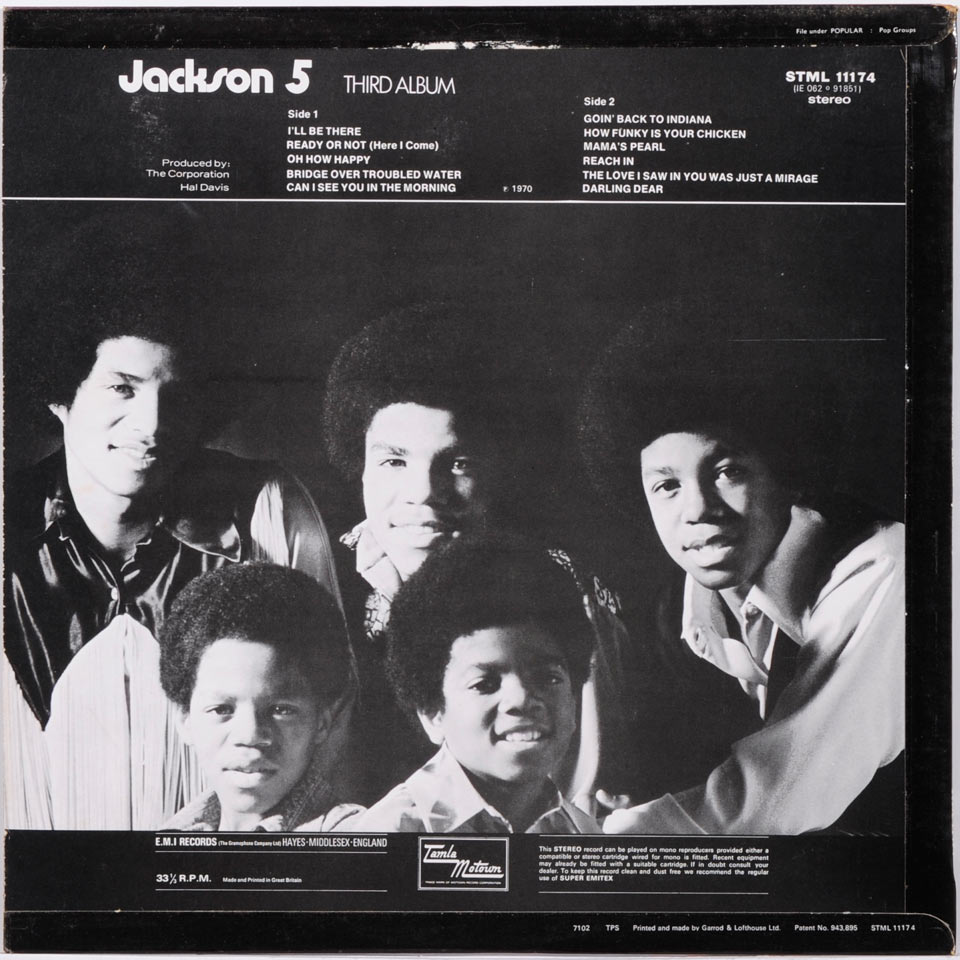 File under POPULAR : Pop Groups
Jackson 5 THIRD ALBUM
STML 11174
(IE 062 o 91851)
stereo
Produced by:
The Corporation
Hal Davis
Side 1
I'LL BE THERE
READY OR NOT (Here I Come)
OH HOW HAPPY
BRIDGE OVER TROUBLED WATER
CAN I SEE YOU IN THE MORNING
℗ 1970
Side 2
GOIN' BACK TO INDIANA
HOW FUNKY IS YOUR CHICKEN
MAMA'S PEARL
REACH IN
THE LOVE I SAW IN YOU WAS JUST A MIRAGE
DARLING DEAR
E.M.I RECORDS (The Gramophone Company Ltd) HAYES·MIDDLESEX·ENGLAND
33⅓ R.P.M. Made and Printed in Great Britain
Tamla
Motown
TRADE MARK OF MOTOWN RECORD CORPORATION
This STEREO record can be played on mono reproducers provided either a
compatible or stereo cartridge wired for mono is fitted. Recent equipment
may already be fitted with a suitable cartridge. If in doubt consult your
dealer. To keep this record clean and dust free we recommend the regular
use of SUPER EMITEX
7102 TPS Printed and made by Garrod & Lofthouse Ltd. Patent No. 943,895 STML 11174